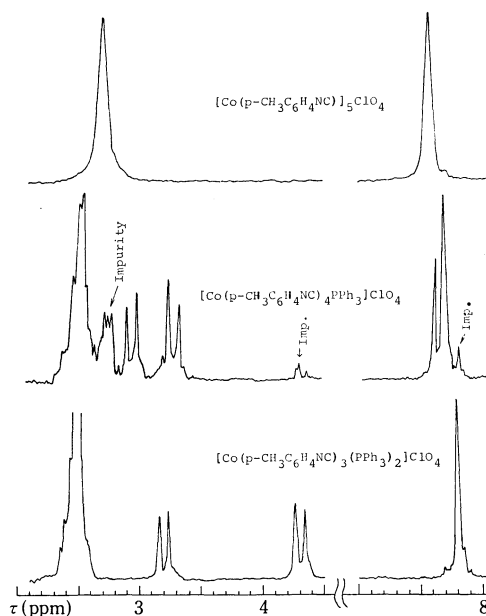 [Co(p-CH3C6H4NC)]5ClO4
Impurity
[Co(p-CH3C6H4NC)4PPh3]ClO4
Imp.
Imp.
[Co(p-CH3C6H4NC)3(PPh3)2]ClO4
τ (ppm) 3 4 8